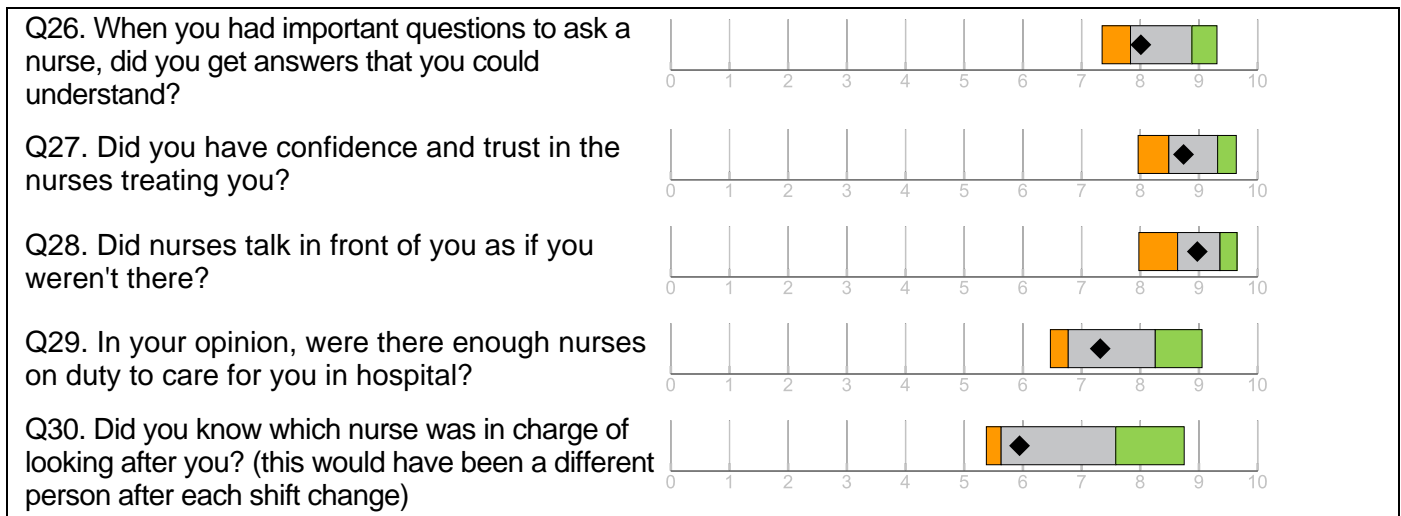 Q26. When you had important questions to ask a
nurse, did you get answers that you could
understand?
0 1 2 3 4 5 6 7 8 9 10
Q27. Did you have confidence and trust in the
nurses treating you?
0 1 2 3 4 5 6 7 8 9 10
Q28. Did nurses talk in front of you as if you
weren't there?
0 1 2 3 4 5 6 7 8 9 10
Q29. In your opinion, were there enough nurses
on duty to care for you in hospital?
0 1 2 3 4 5 6 7 8 9 10
Q30. Did you know which nurse was in charge of
looking after you? (this would have been a different
person after each shift change)
0 1 2 3 4 5 6 7 8 9 10